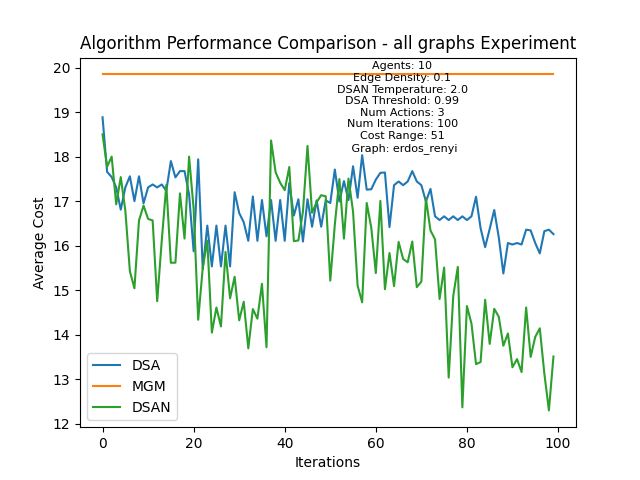 Algorithm Performance Comparison - all graphs Experiment
Agents: 10
Edge Density: 0.1
DSAN Temperature: 2.0
DSA Threshold: 0.99
Num Actions: 3
Num Iterations: 100
Cost Range: 51
Graph: erdos_renyi
Average Cost
20
19
18
17
16
15
14
13
12
DSA
MGM
DSAN
0 20 40 60 80 100
Iterations